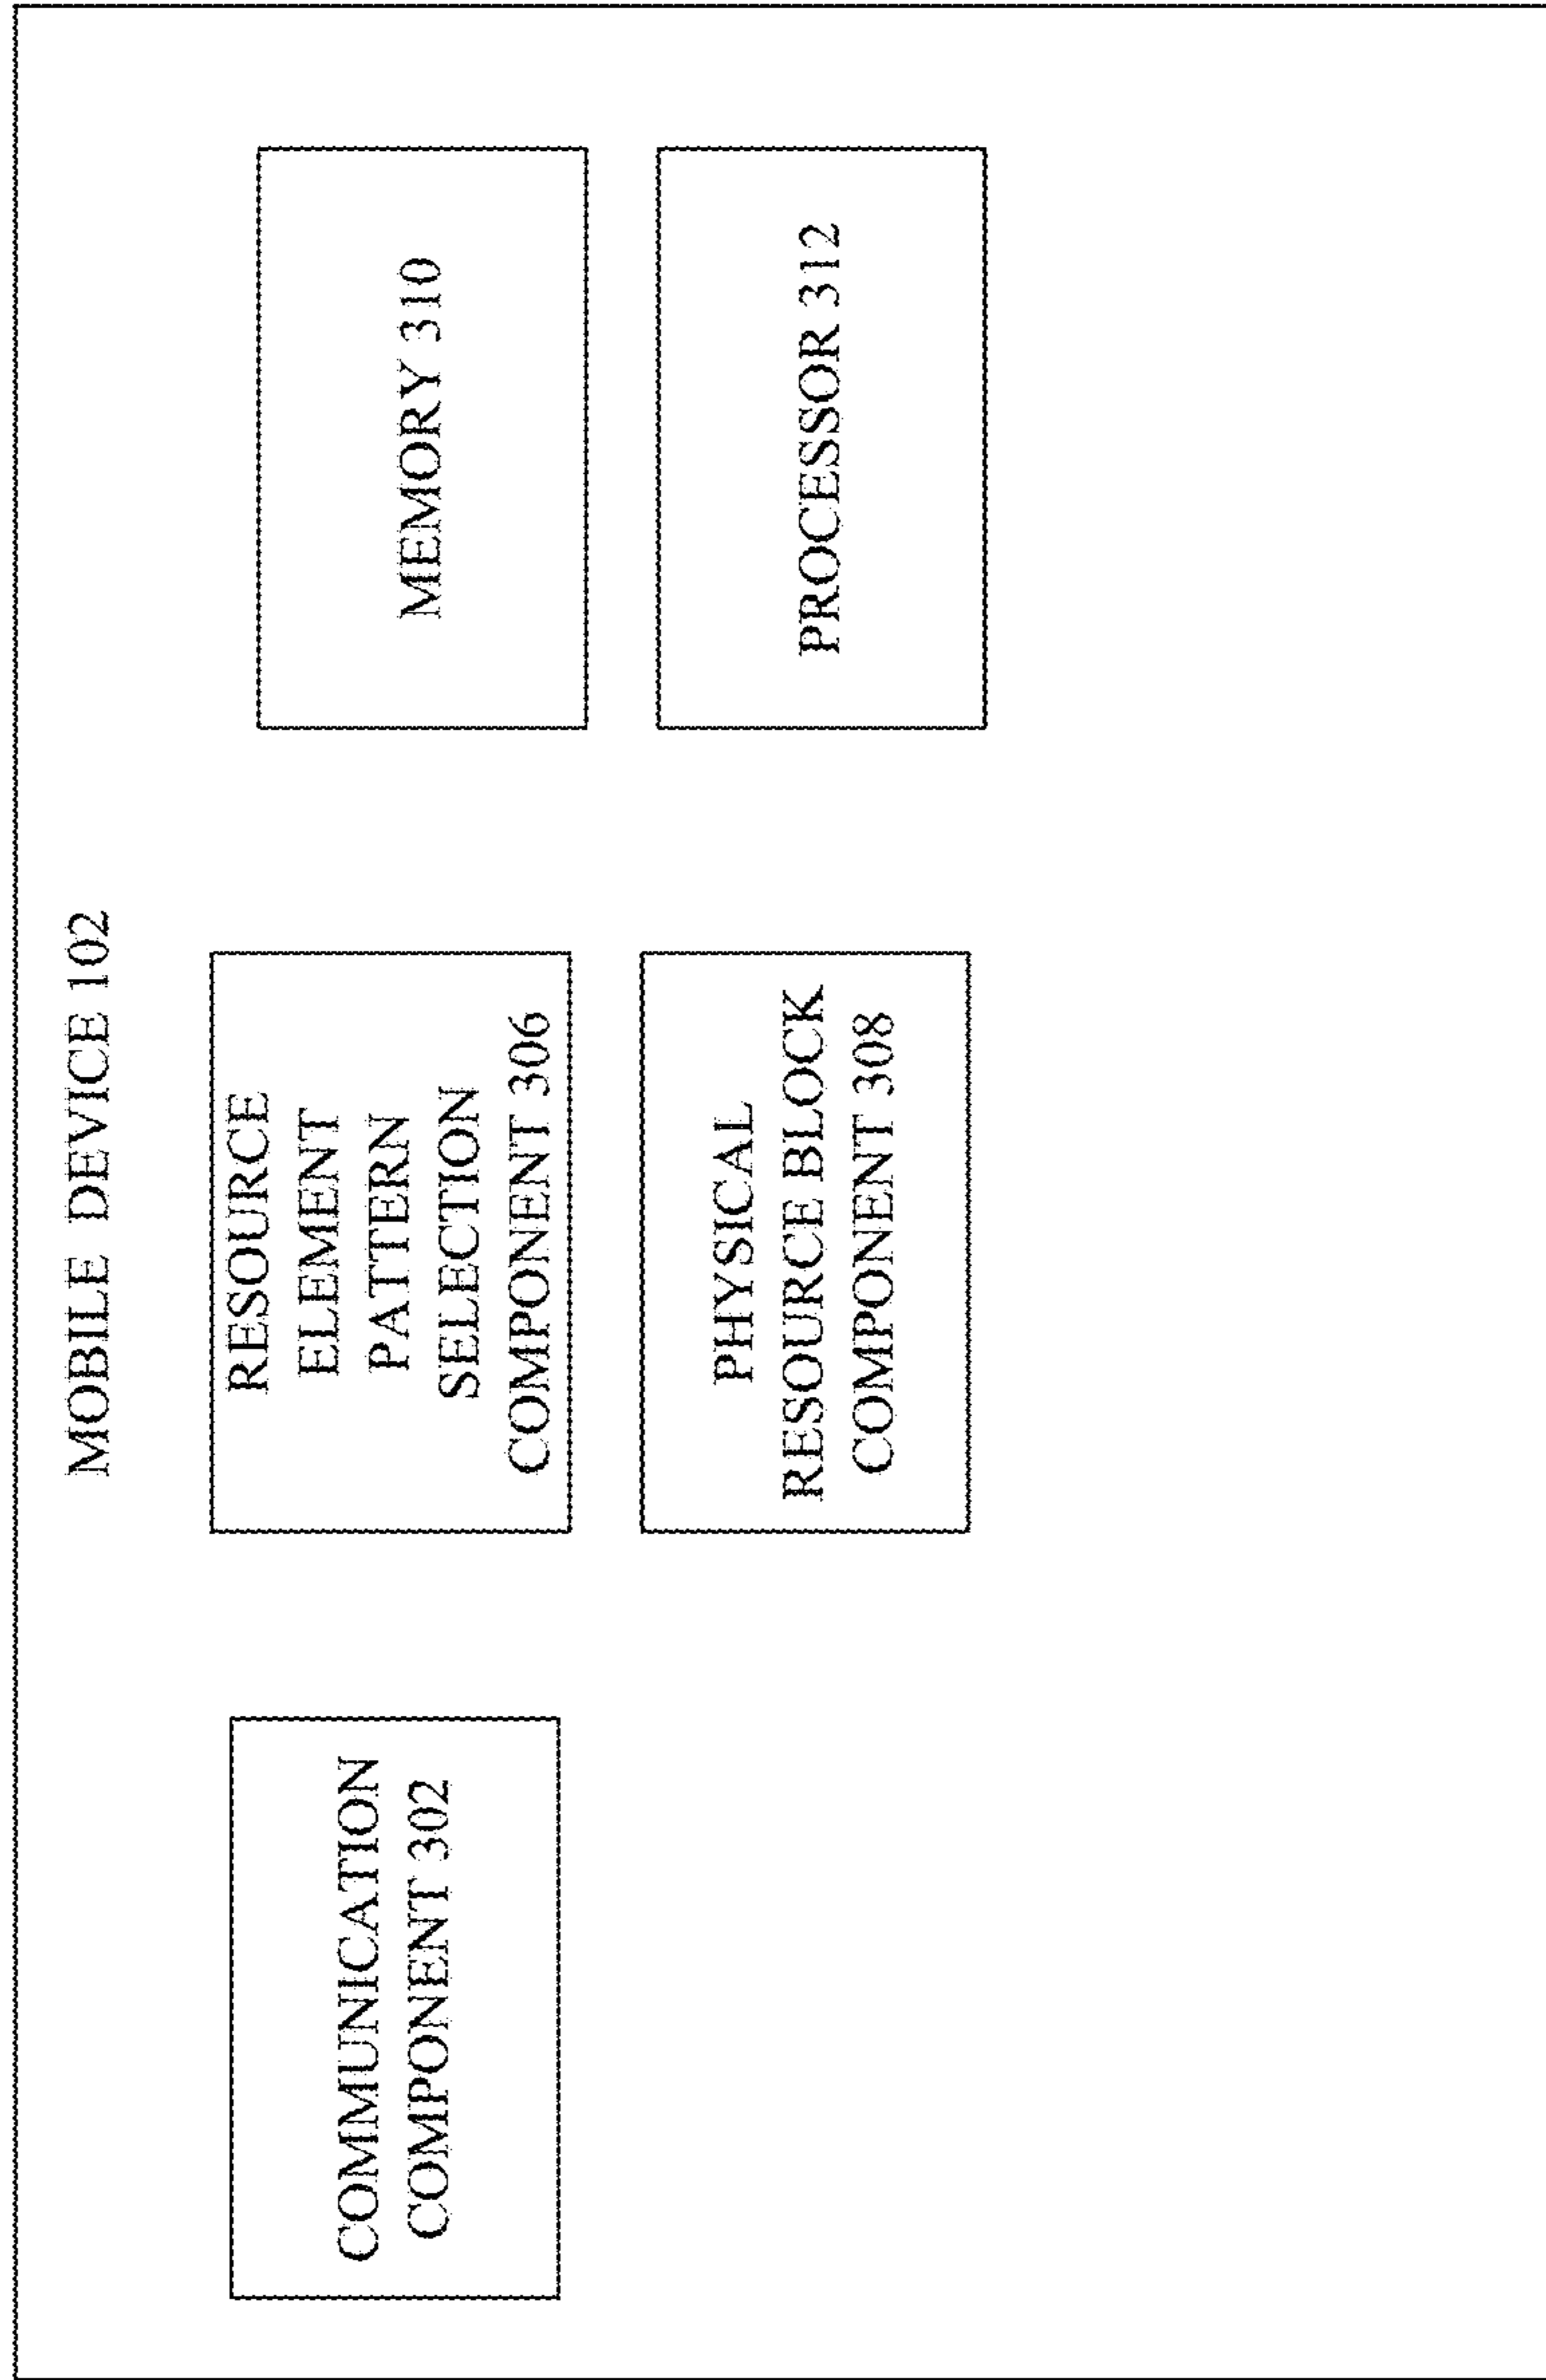 MOBILE DEVICE 102
COMMUNICATION
COMPONENT 302
RESOURCE
ELEMENT
PATTERN
SELECTION
COMPONENT 306
PHYSICAL
RESOURCE BLOCK
COMPONENT 308
MEMORY 310
PROCESSOR 312